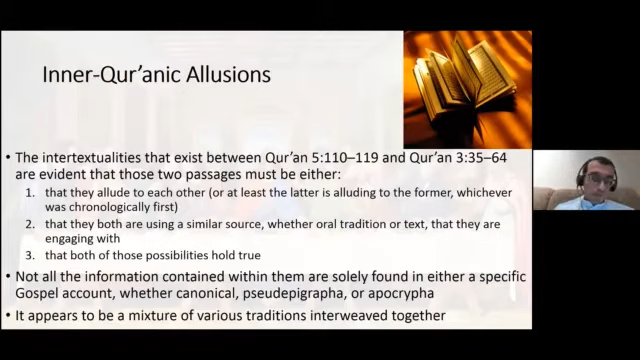 Inner-Qur'anic Allusions
• The intertextualities that exist between Qur'an 5:110–119 and Qur'an 3:35–64
are evident that those two passages must be either:
1. that they allude to each other (or at least the latter is alluding to the former, whichever
was chronologically first)
2. that they both are using a similar source, whether oral tradition or text, that they are
engaging with
3. that both of those possibilities hold true
• Not all the information contained within them are solely found in either a specific
Gospel account, whether canonical, pseudepigrapha, or apocrypha
• It appears to be a mixture of various traditions interweaved together